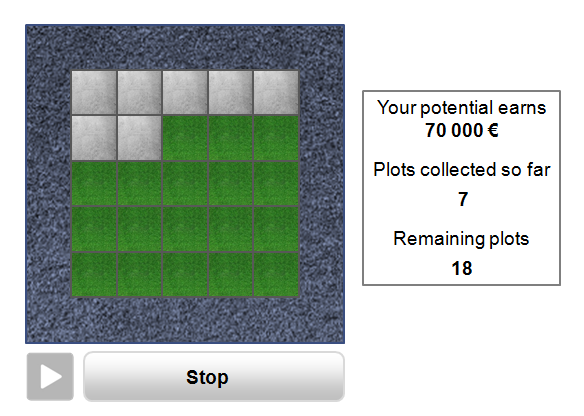 Your potential earns
70 000 €
Plots collected so far
7
Remaining plots
18
Stop